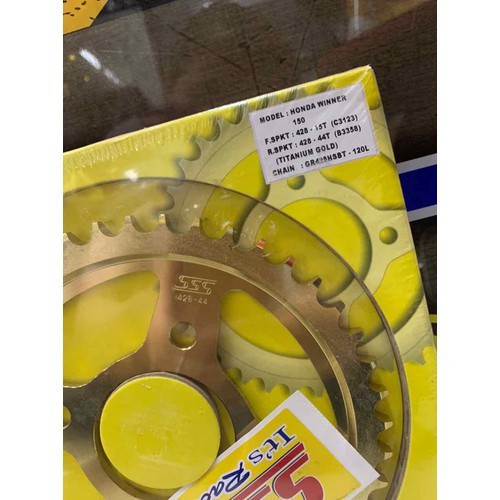 MODEL : HONDA WINNER
150
F.SPKT : 428 - 15T (C3123)
R.SPKT : 428 - 44T (B3358)
(TITANIUM GOLD)
CHAIN : GR428HSBT - 120L
SSS
428-44
It's